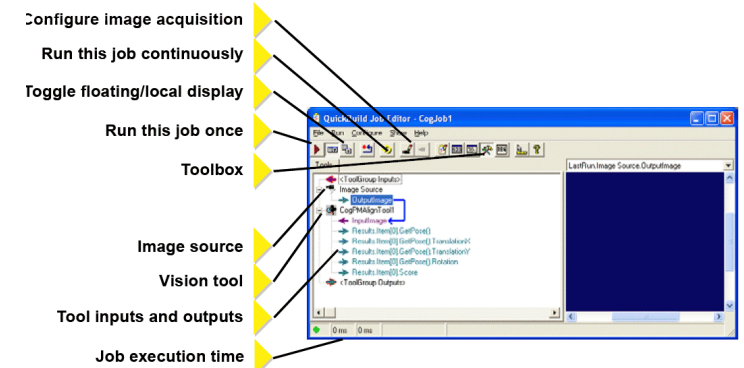 Configure image acquisition
Run this job continuously
Toggle floating/local display
Run this job once
Toolbox
Image source
Vision tool
Tool inputs and outputs
Job execution time
QuickBuild Job Editor - CogJob1
File Run Configure Show Help
Tools
LastRun.Image Source.OutputImage
<ToolGroup Inputs>
Image Source
OutputImage
CogPMAlignTool1
InputImage
Results.Item[0].GetPose()
Results.Item[0].GetPose().TranslationX
Results.Item[0].GetPose().TranslationY
Results.Item[0].GetPose().Rotation
Results.Item[0].Score
<ToolGroup Outputs>
0 ms 0 ms